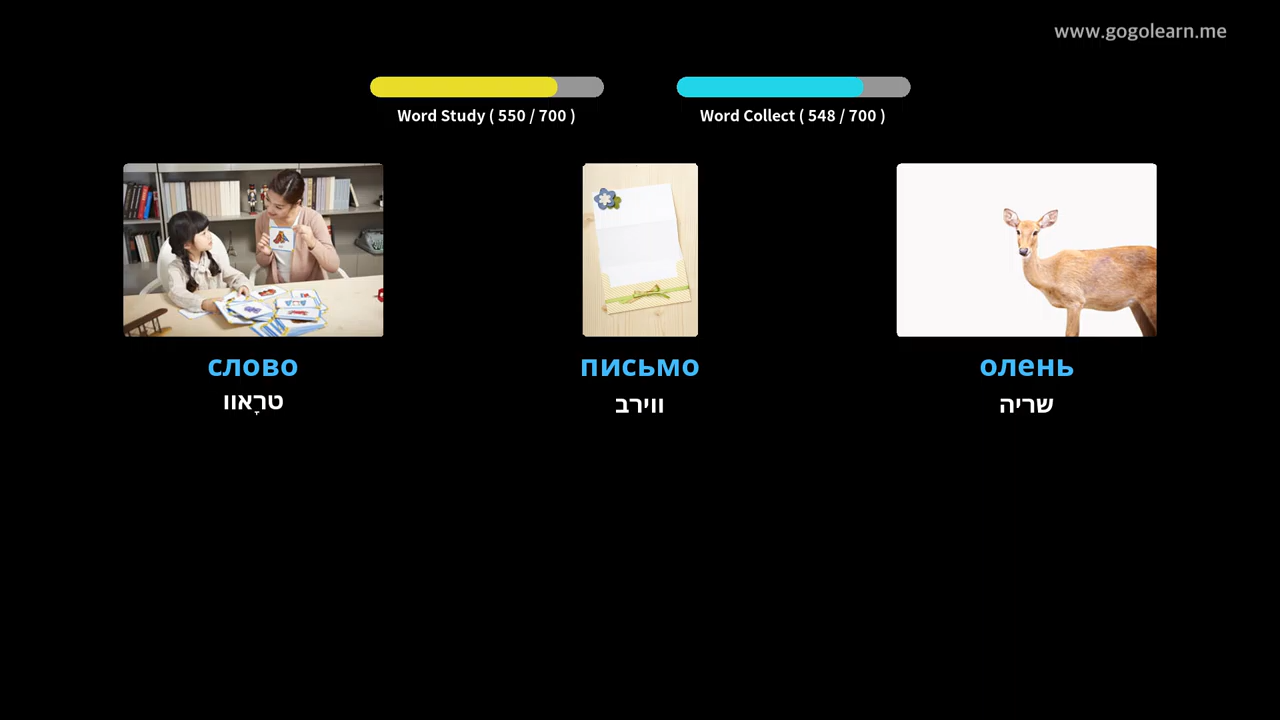 www.gogolearn.me
Word Study ( 550 / 700 )
Word Collect ( 548 / 700 )
слово
טרָאוו
письмо
ווירב
олень
שריה